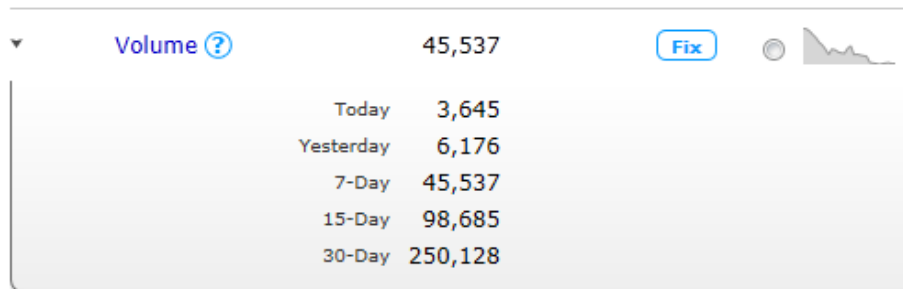 Volume ? 45,537 Fix
Today 3,645
Yesterday 6,176
7-Day 45,537
15-Day 98,685
30-Day 250,128